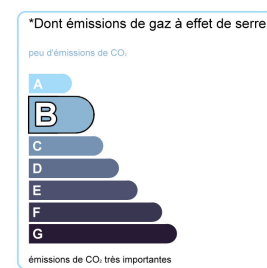 *Dont émissions de gaz à effet de serre
peu d'émissions de CO₂
A
B
C
D
E
F
G
émissions de CO₂ très importantes